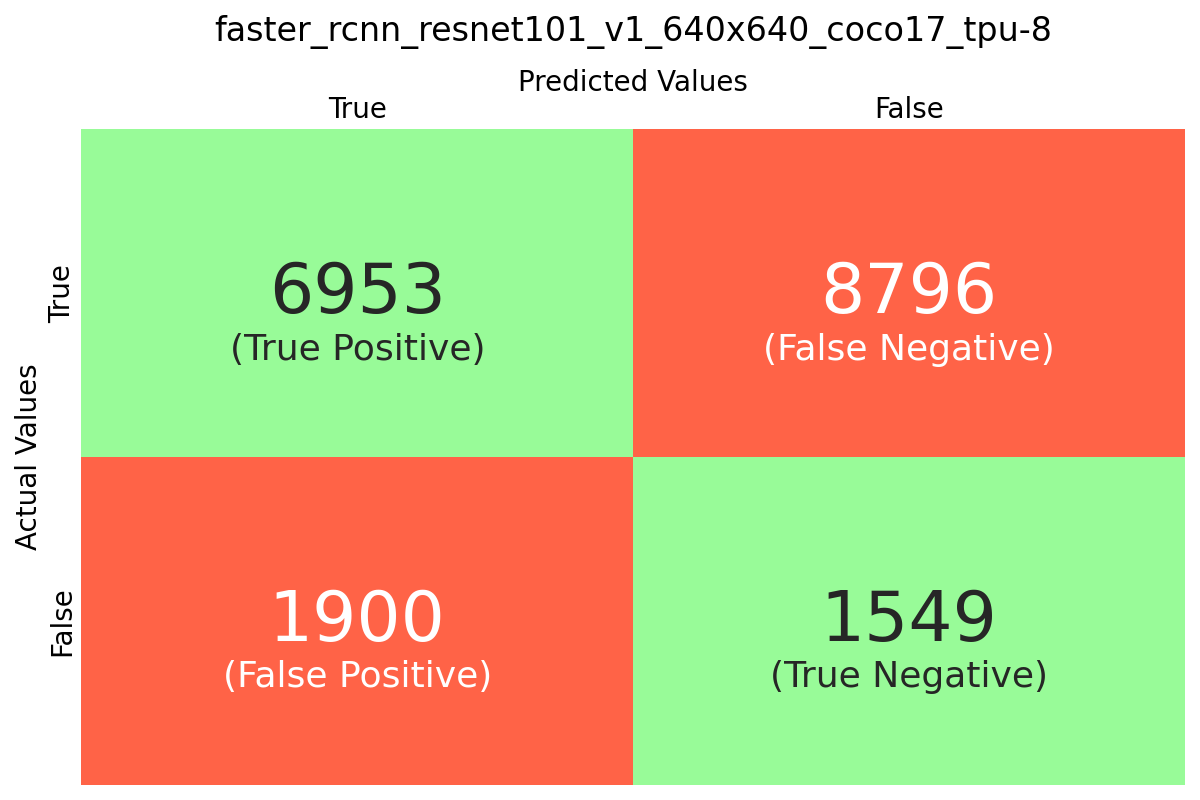 faster_rcnn_resnet101_v1_640x640_coco17_tpu-8
Predicted Values
True
False
Actual Values
True
6953
(True Positive)
8796
(False Negative)
False
1900
(False Positive)
1549
(True Negative)